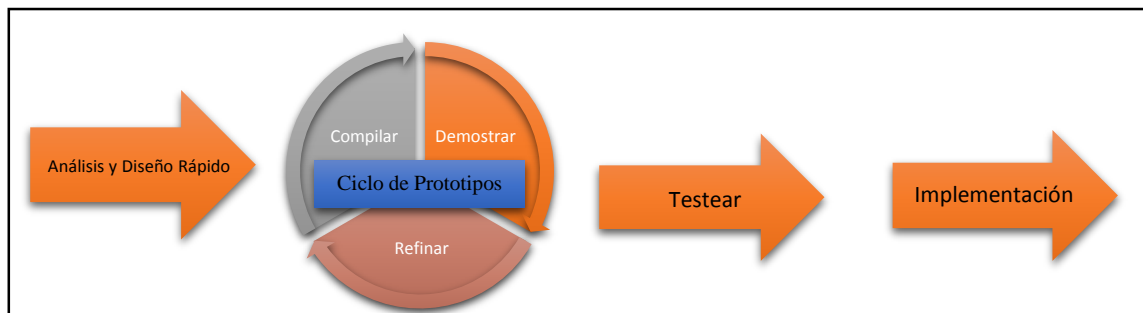 Análisis y Diseño Rápido
Compilar
Demostrar
Ciclo de Prototipos
Refinar
Testear
Implementación